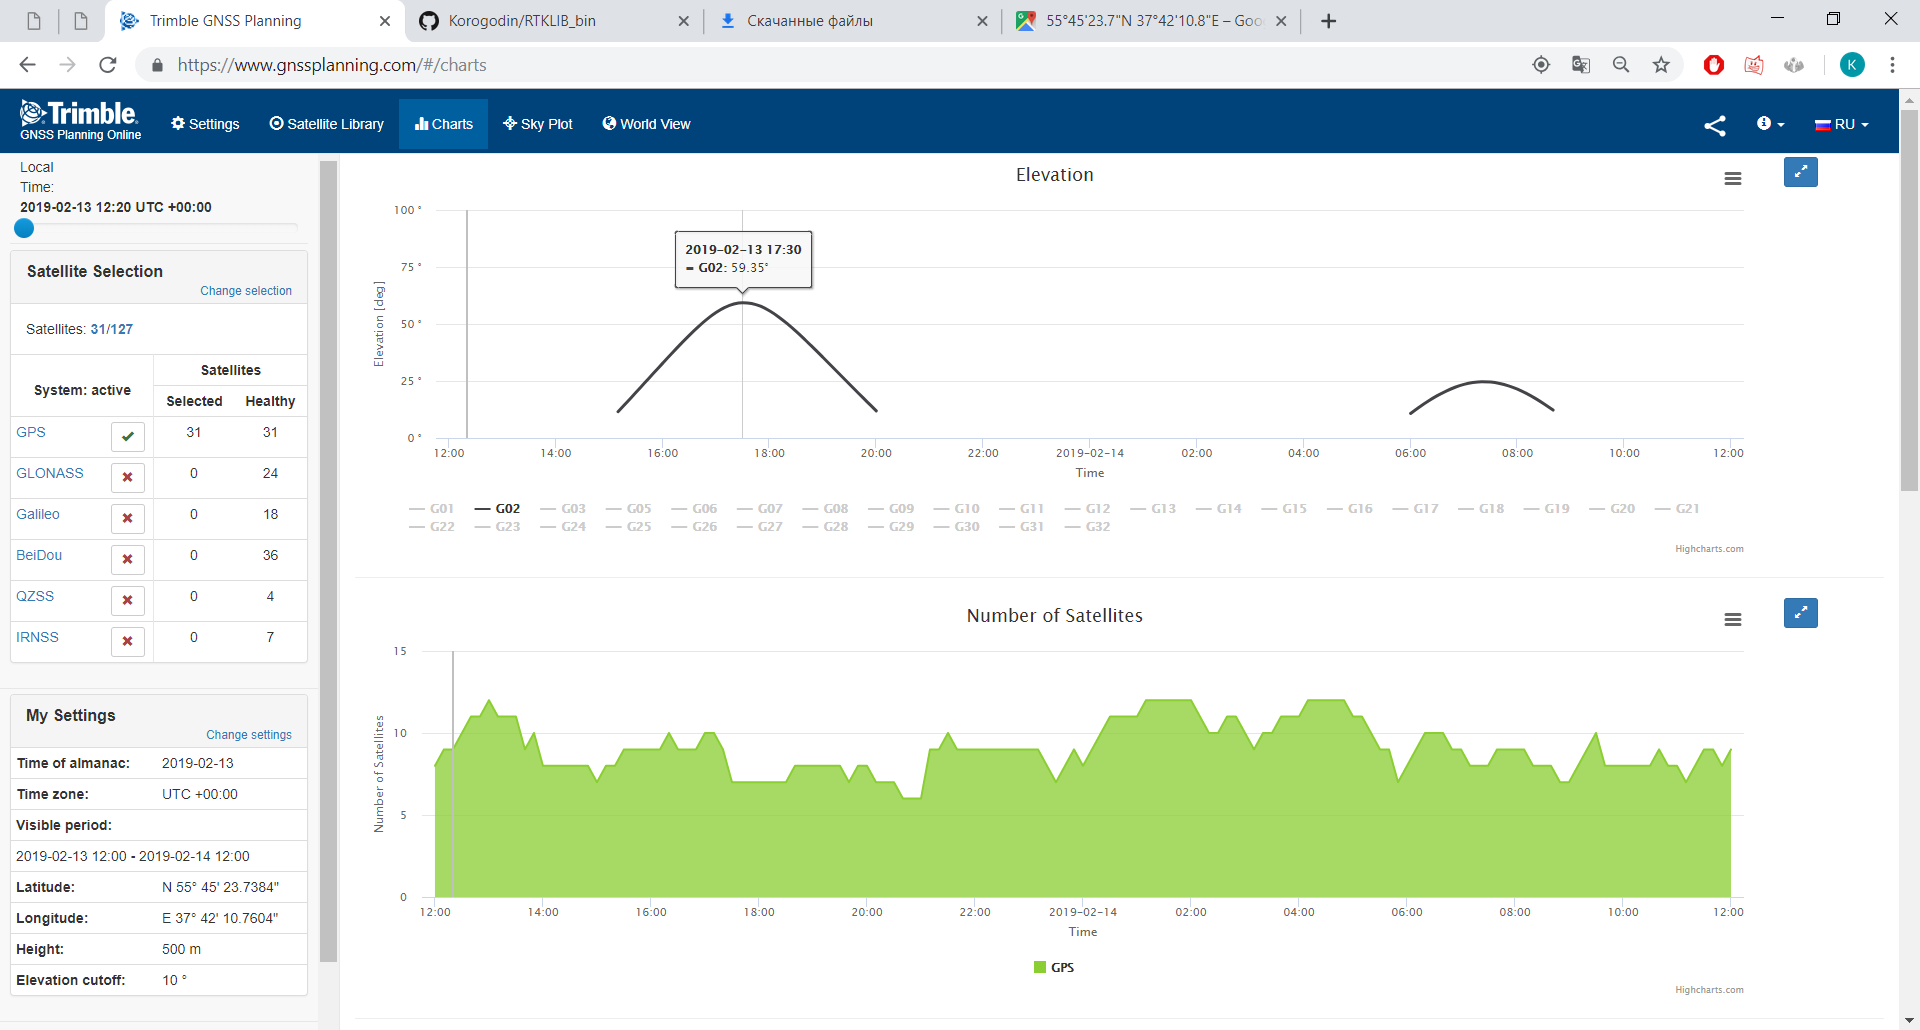 Trimble GNSS Planning
Korogodin/RTKLIB_bin
Скачанные файлы
55°45'23.7"N 37°42'10.8"E – Goo
https://www.gnssplanning.com/#/charts
K
Trimble.
GNSS Planning Online
Settings
Satellite Library
Charts
Sky Plot
World View
RU
Local
Time:
2019-02-13 12:20 UTC +00:00
Satellite Selection
Change selection
Satellites: 31/127
System: active
Satellites
Selected
Healthy
GPS 31 31
GLONASS 0 24
Galileo 0 18
BeiDou 0 36
QZSS 0 4
IRNSS 0 7
My Settings
Change settings
Time of almanac: 2019-02-13
Time zone: UTC +00:00
Visible period:
2019-02-13 12:00 - 2019-02-14 12:00
Latitude: N 55° 45' 23.7384"
Longitude: E 37° 42' 10.7604"
Height: 500 m
Elevation cutoff: 10 °
Elevation
100 °
75 °
50 °
25 °
0 °
Elevation [deg]
2019-02-13 17:30
G02: 59.35°
12:00 14:00 16:00 18:00 20:00 22:00 2019-02-14 02:00 04:00 06:00 08:00 10:00 12:00
Time
G01 G02 G03 G05 G06 G07 G08 G09 G10 G11 G12 G13 G14 G15 G16 G17 G18 G19 G20 G21
G22 G23 G24 G25 G26 G27 G28 G29 G30 G31 G32
Highcharts.com
Number of Satellites
15
10
5
0
Number of Satellites
12:00 14:00 16:00 18:00 20:00 22:00 2019-02-14 02:00 04:00 06:00 08:00 10:00 12:00
Time
GPS
Highcharts.com